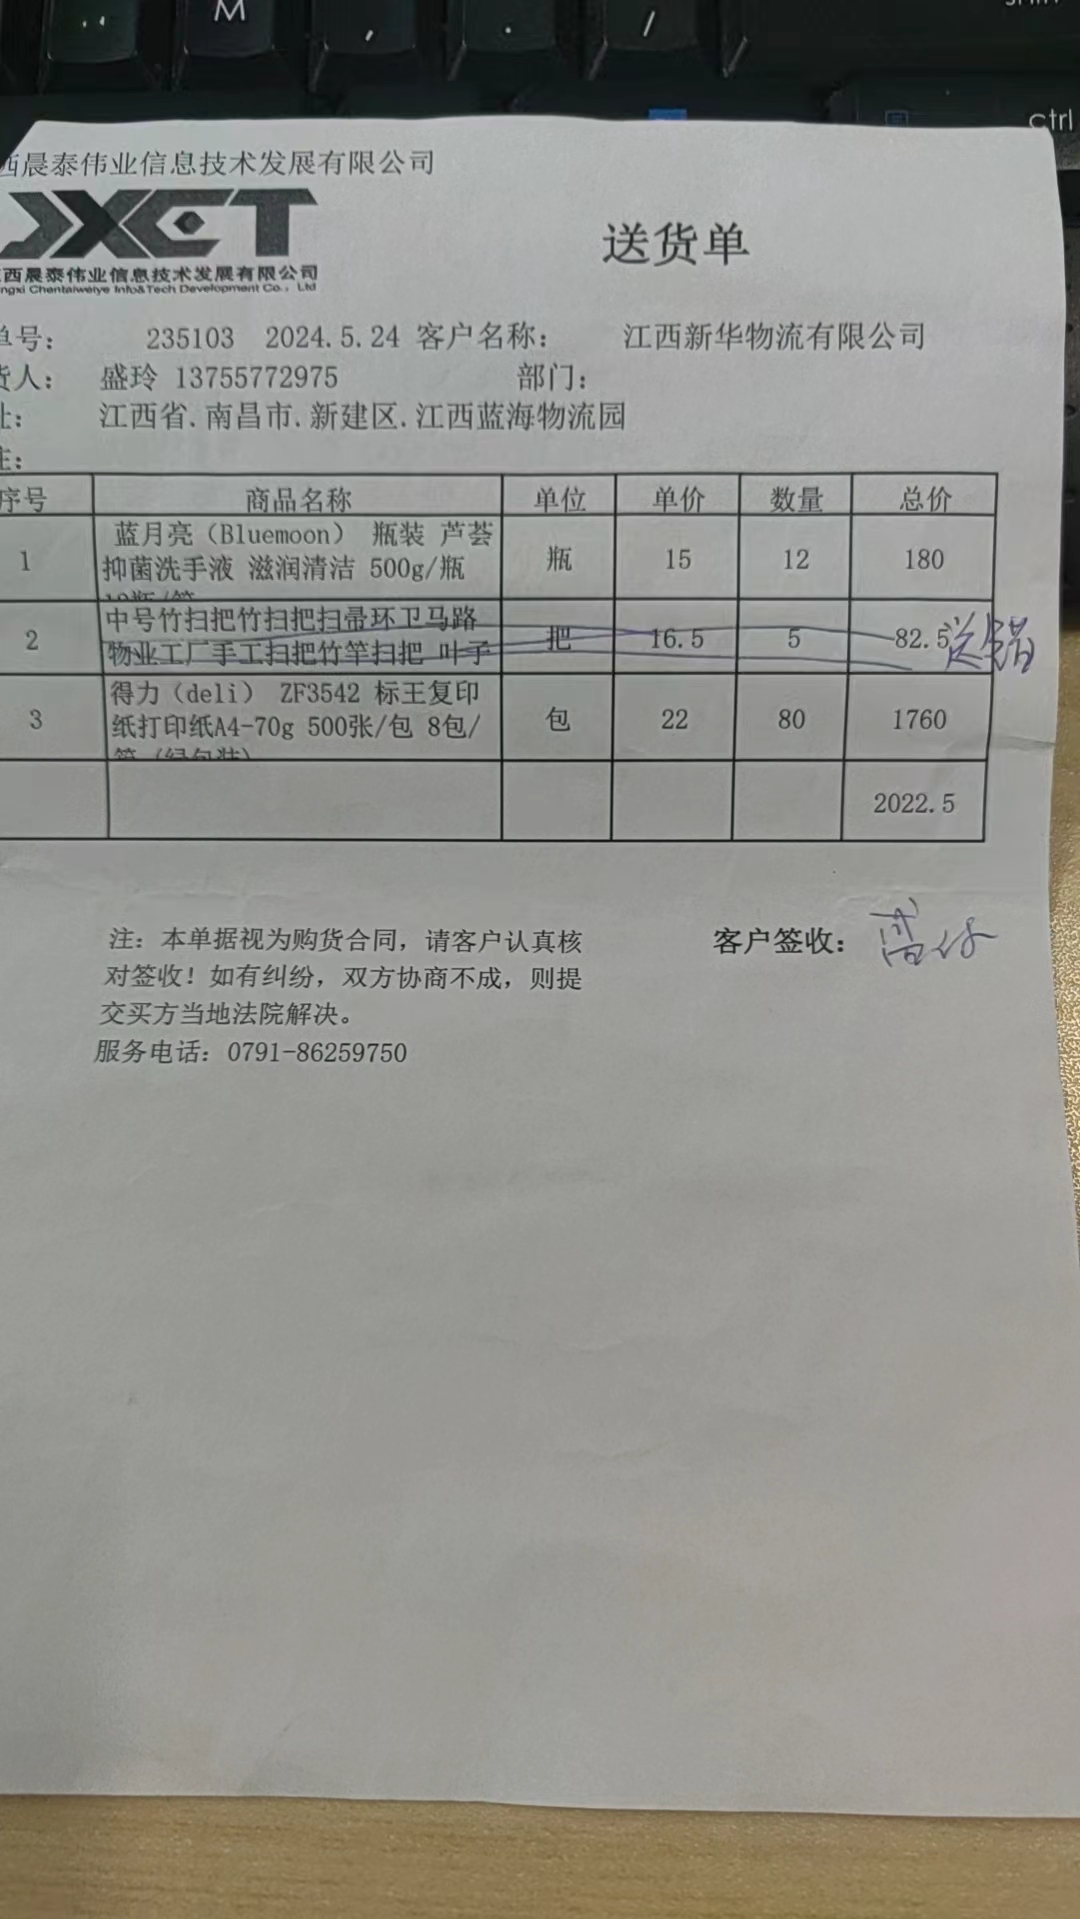 M
,
.
/
ctrl
西晨泰伟业信息技术发展有限公司
JXCT
西晨泰伟业信息技术发展有限公司
ngxi Chentaiweiye Info&Tech Development Co., Ltd
送货单
单号: 235103 2024.5.24 客户名称: 江西新华物流有限公司
货人: 盛玲 13755772975 部门:
址: 江西省.南昌市.新建区.江西蓝海物流园
注:
序号 商品名称 单位 单价 数量 总价
1 蓝月亮（Bluemoon） 瓶装 芦荟
抑菌洗手液 滋润清洁 500g/瓶 瓶 15 12 180
12瓶/箱
2 中号竹扫把竹扫把扫帚环卫马路
物业工厂手工扫把竹竿扫把 叶子 把 16.5 5 82.5 送错
3 得力（deli） ZF3542 标王复印
纸打印纸A4-70g 500张/包 8包/ 包 22 80 1760
箱（绿包装）
2022.5
注: 本单据视为购货合同，请客户认真核
对签收！如有纠纷，双方协商不成，则提
交买方当地法院解决。
服务电话: 0791-86259750
客户签收: